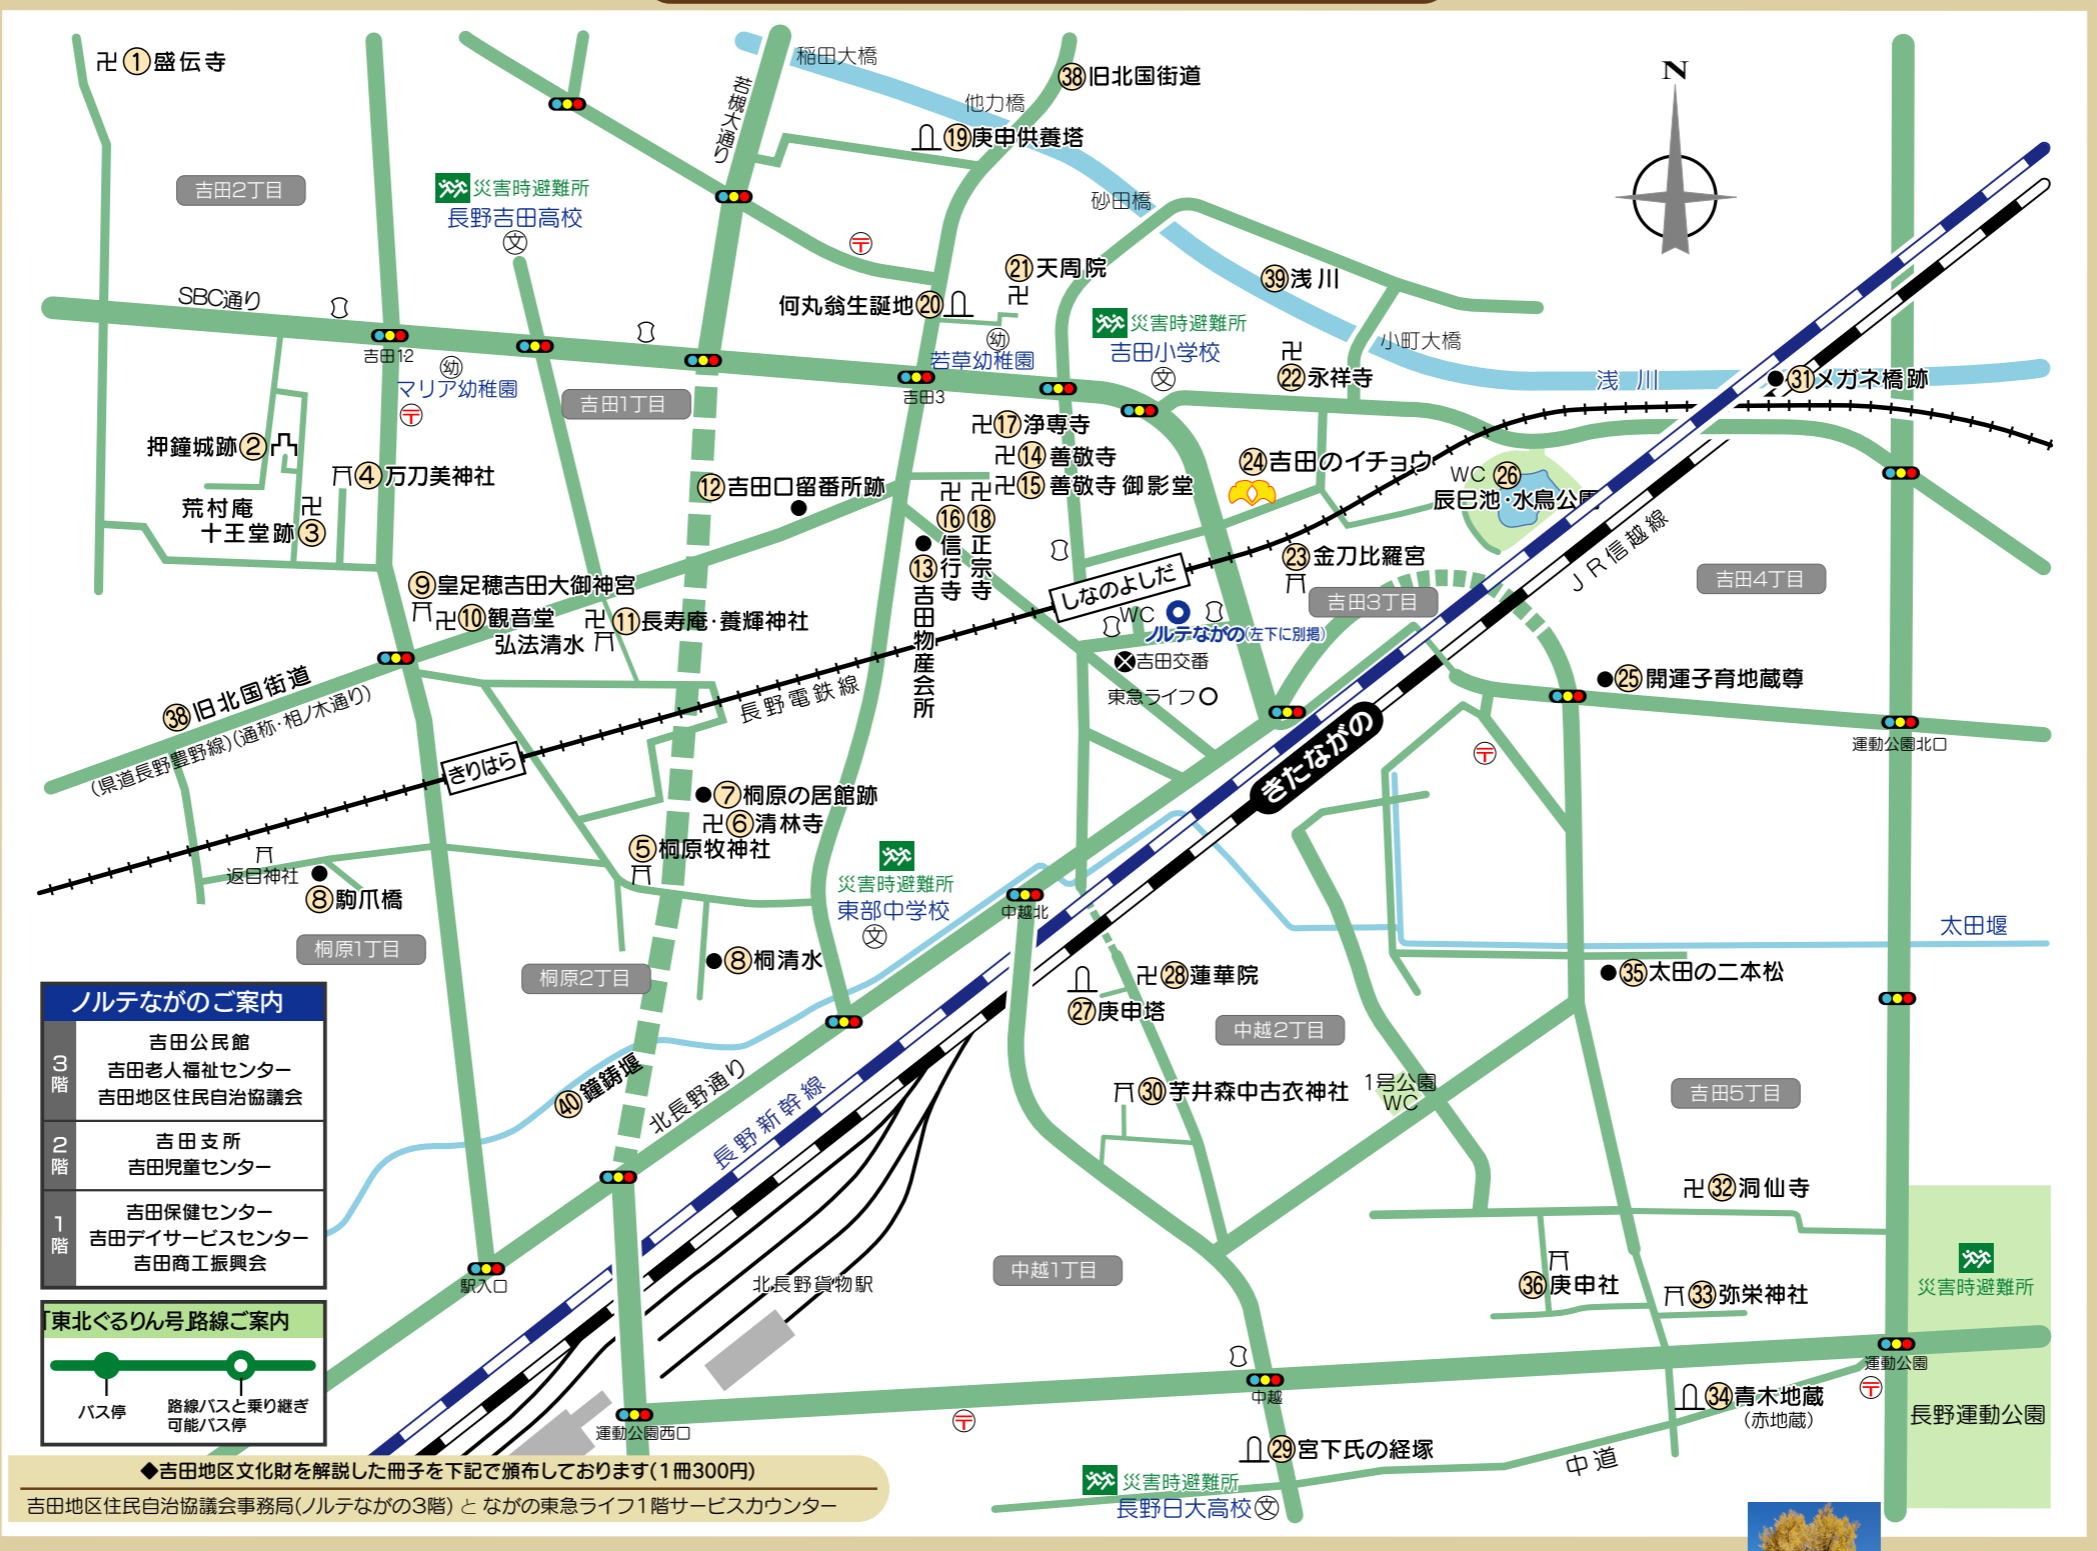 卍①盛伝寺
稲田大橋
若槻大通り
㊳旧北国街道
他力橋
⑲庚申供養塔
N
吉田2丁目
災害時避難所
長野吉田高校
文
砂田橋
㉑天周院
卍
㊴浅川
SBC通り
何丸翁生誕地⑳
災害時避難所
吉田小学校
文
小町大橋
吉田12
幼
マリア幼稚園
幼
若草幼稚園
卍
㉒永祥寺
浅川
㉛メガネ橋跡
吉田1丁目
吉田3
卍⑰浄専寺
押鐘城跡②
④万刀美神社
卍⑭善敬寺
卍⑮善敬寺 御影堂
㉔吉田のイチョウ
WC ㉖
辰巳池・水鳥公園
⑫吉田口留番所跡
荒村庵 卍
十王堂跡③
卍⑯信行寺
卍⑱正宗寺
⑬吉田物産会所
㉓金刀比羅宮
JR信越線
吉田4丁目
⑨皇足穂吉田大御神宮
卍⑩観音堂
弘法清水
卍⑪長寿庵・養輝神社
しなのよしだ
吉田3丁目
WC
ノルテながの(左下に別掲)
吉田交番
東急ライフ
㉕開運子育地蔵尊
㊳旧北国街道
(県道長野豊野線)(通称・相ノ木通り)
長野電鉄線
きたながの
運動公園北口
きりはら
⑦桐原の居館跡
卍⑥清林寺
⑤桐原牧神社
返目神社
⑧駒爪橋
災害時避難所
東部中学校
文
中越北
太田堰
桐原1丁目
桐原2丁目
⑧桐清水
卍㉘蓮華院
㉗庚申塔
㉟太田の二本松
中越2丁目
ノルテながのご案内
3階
吉田公民館
吉田老人福祉センター
吉田地区住民自治協議会
2階
吉田支所
吉田児童センター
1階
吉田保健センター
吉田デイサービスセンター
吉田商工振興会
㊵鐘鋳堰
北長野通り
長野新幹線
㉚芋井森中古衣神社
1号公園
WC
吉田5丁目
卍㉜洞仙寺
駅入口
北長野貨物駅
中越1丁目
㊱庚申社
㉝弥栄神社
災害時避難所
「東北ぐるりん号」路線ご案内
バス停
路線バスと乗り継ぎ
可能バス停
運動公園
中越
㉞青木地蔵
(赤地蔵)
長野運動公園
運動公園西口
㉙宮下氏の経塚
中道
災害時避難所
長野日大高校文
◆吉田地区文化財を解説した冊子を下記で頒布しております(1冊300円)
吉田地区住民自治協議会事務局(ノルテながの3階) と ながの東急ライフ1階サービスカウンター